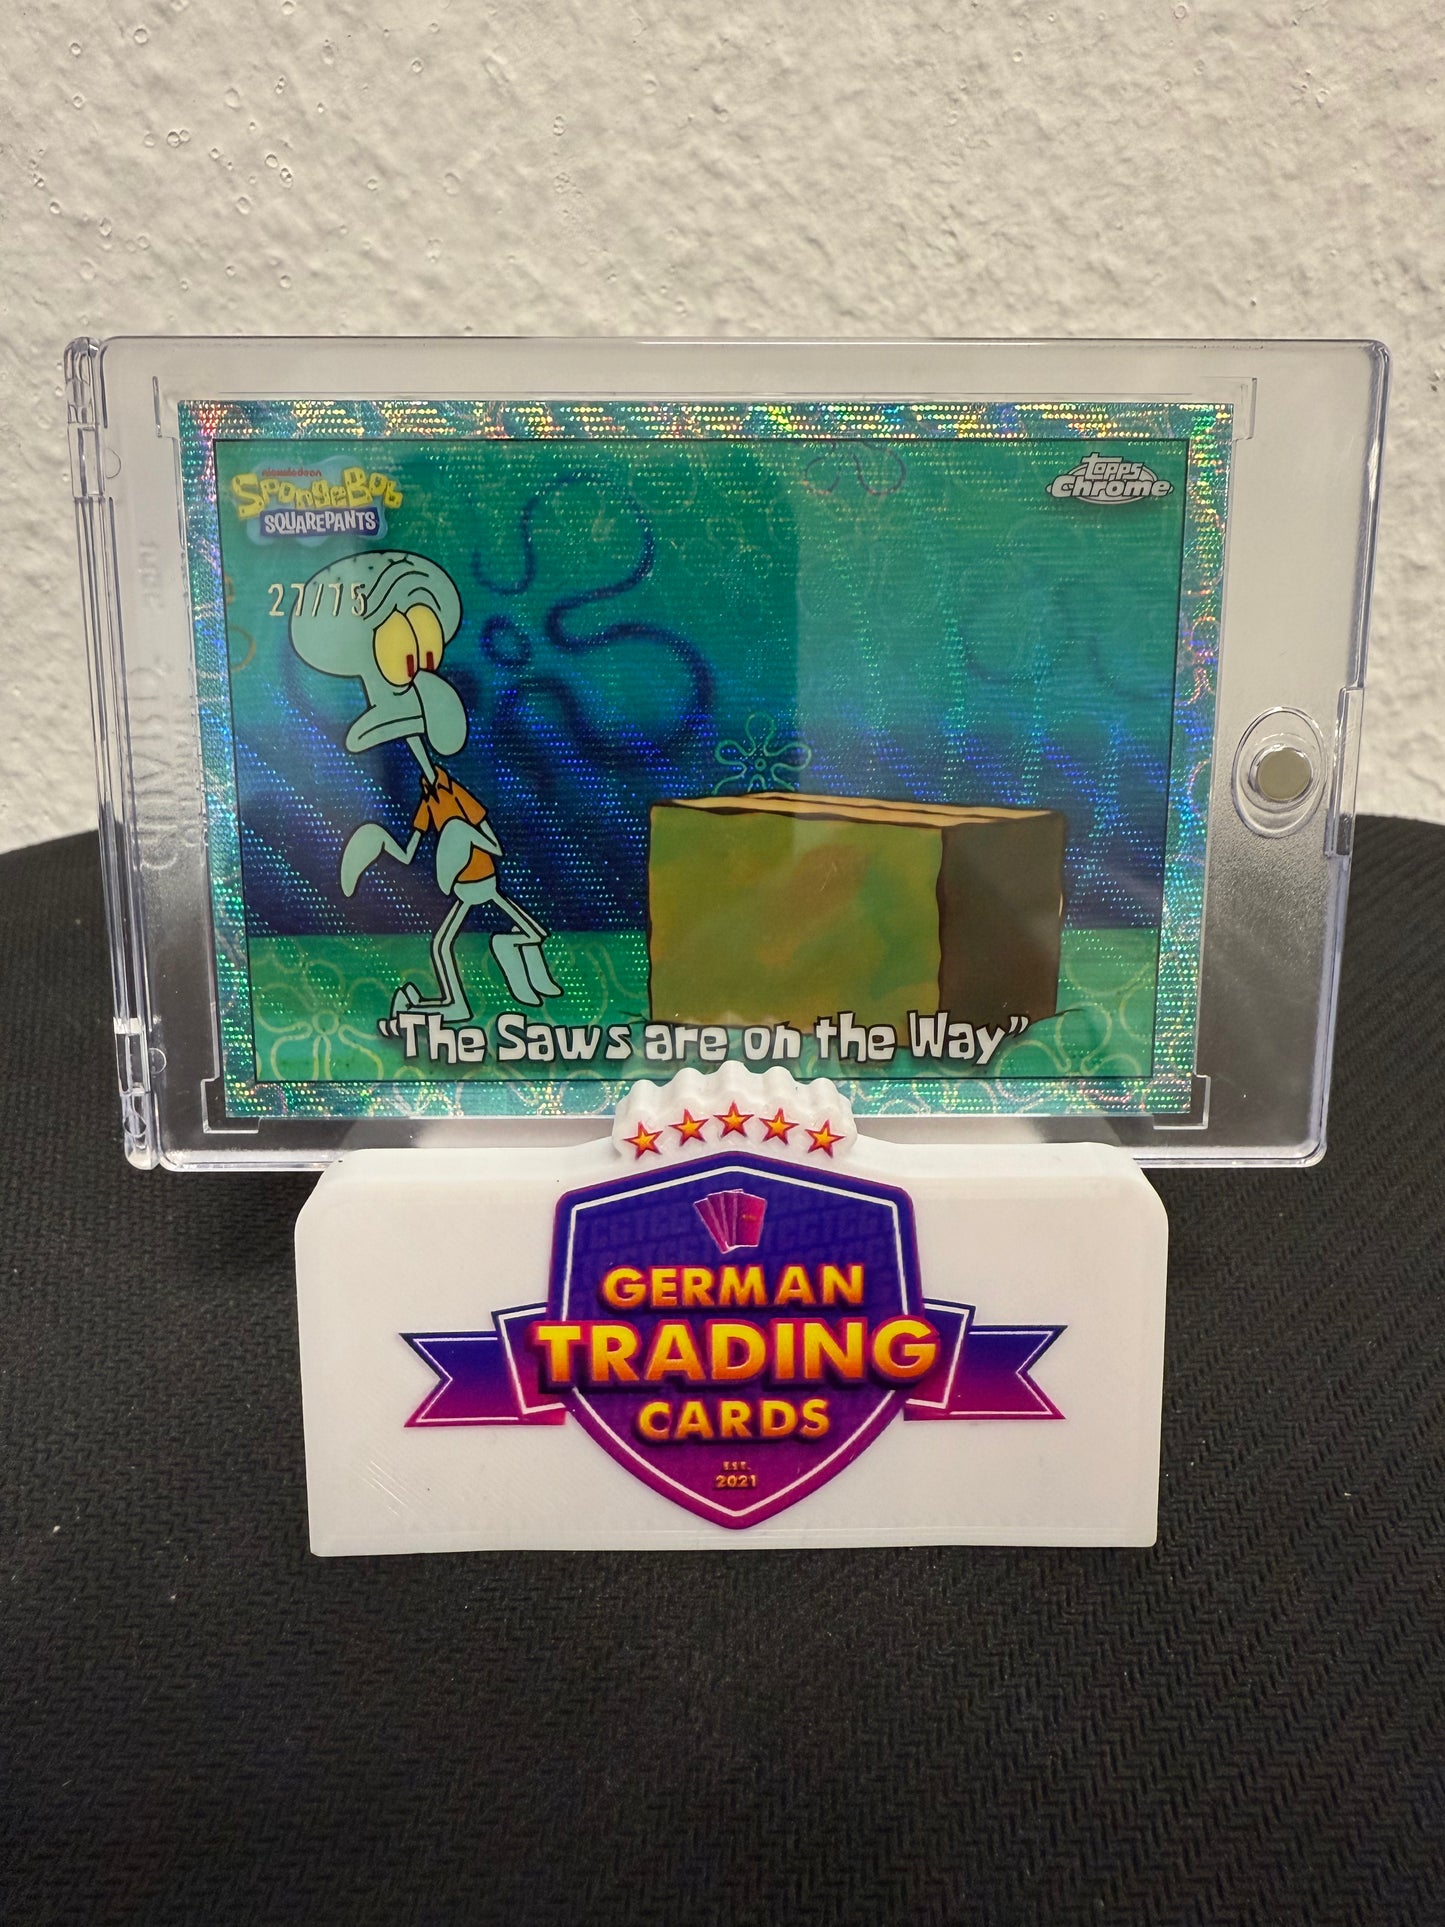 nickelodeon
SpongeBob
SQUAREPANTS
Topps
Chrome
27/75
"The Saws are on the Way"
GERMAN
TRADING
CARDS
EST.
2021